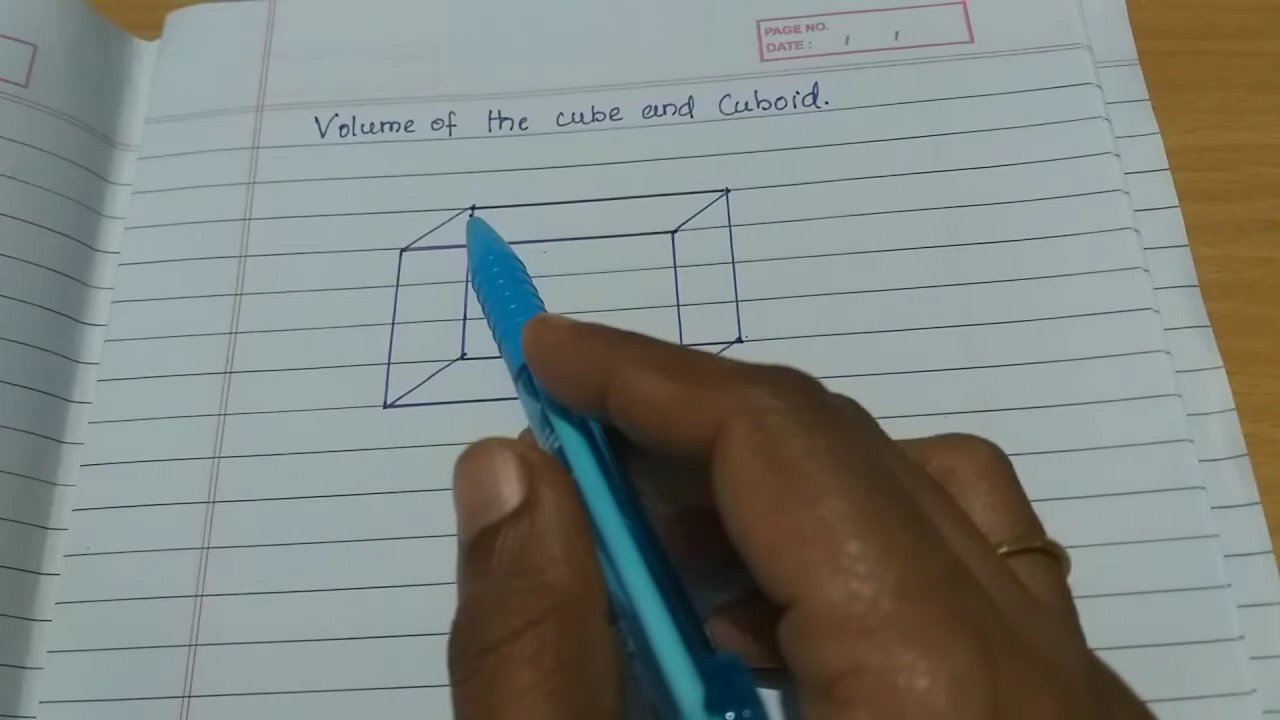 PAGE NO.
DATE : / /
Volume of the cube and Cuboid.